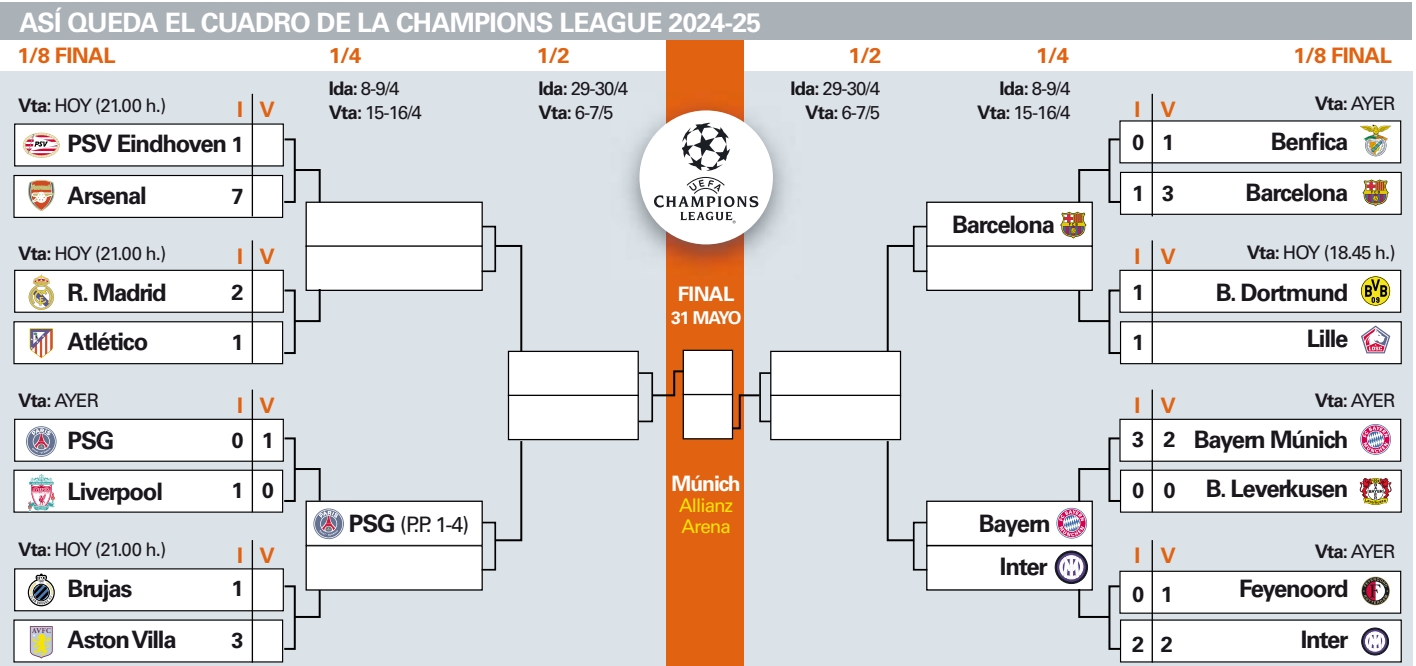 ASÍ QUEDA EL CUADRO DE LA CHAMPIONS LEAGUE 2024-25
1/8 FINAL 1/4 1/2 1/2 1/4 1/8 FINAL
Ida: 8-9/4
Vta: 15-16/4
Ida: 29-30/4
Vta: 6-7/5
Ida: 29-30/4
Vta: 6-7/5
Ida: 8-9/4
Vta: 15-16/4
Vta: HOY (21.00 h.) I V
PSV Eindhoven 1
Arsenal 7
Vta: HOY (21.00 h.) I V
R. Madrid 2
Atlético 1
Vta: AYER I V
PSG 0 1
Liverpool 1 0
Vta: HOY (21.00 h.) I V
Brujas 1
Aston Villa 3
PSG (P.P. 1-4)
UEFA
CHAMPIONS
LEAGUE
FINAL
31 MAYO
Múnich
Allianz
Arena
Barcelona
Bayern
Inter
I V Vta: AYER
0 1 Benfica
1 3 Barcelona
I V Vta: HOY (18.45 h.)
1 B. Dortmund
1 Lille
I V Vta: AYER
3 2 Bayern Múnich
0 0 B. Leverkusen
I V Vta: AYER
0 1 Feyenoord
2 2 Inter